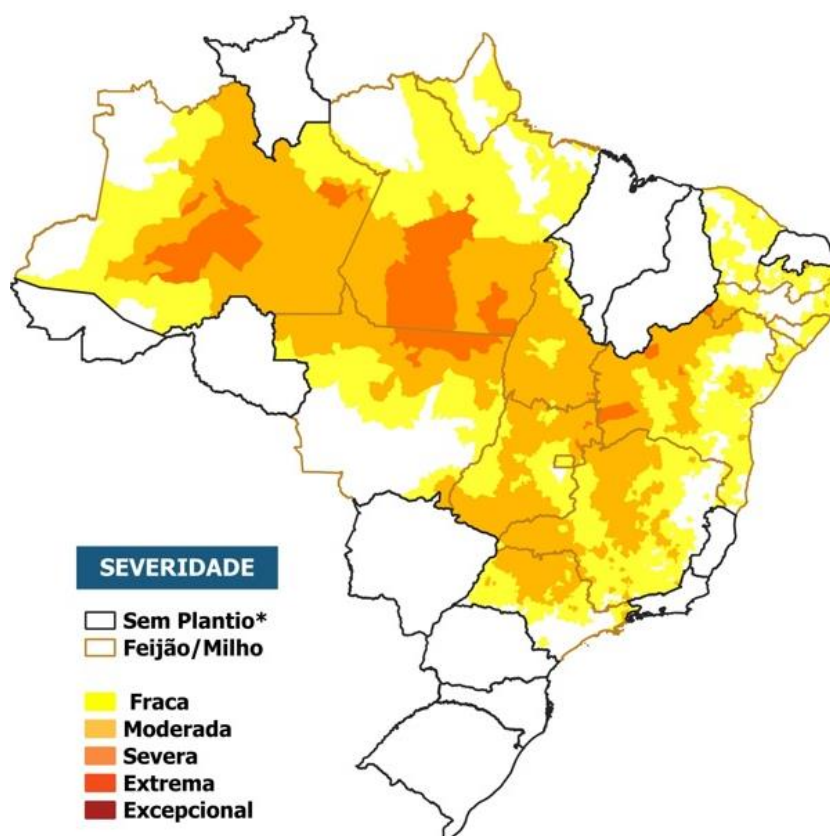 SEVERIDADE
Sem Plantio*
Feijão/Milho
Fraca
Moderada
Severa
Extrema
Excepcional